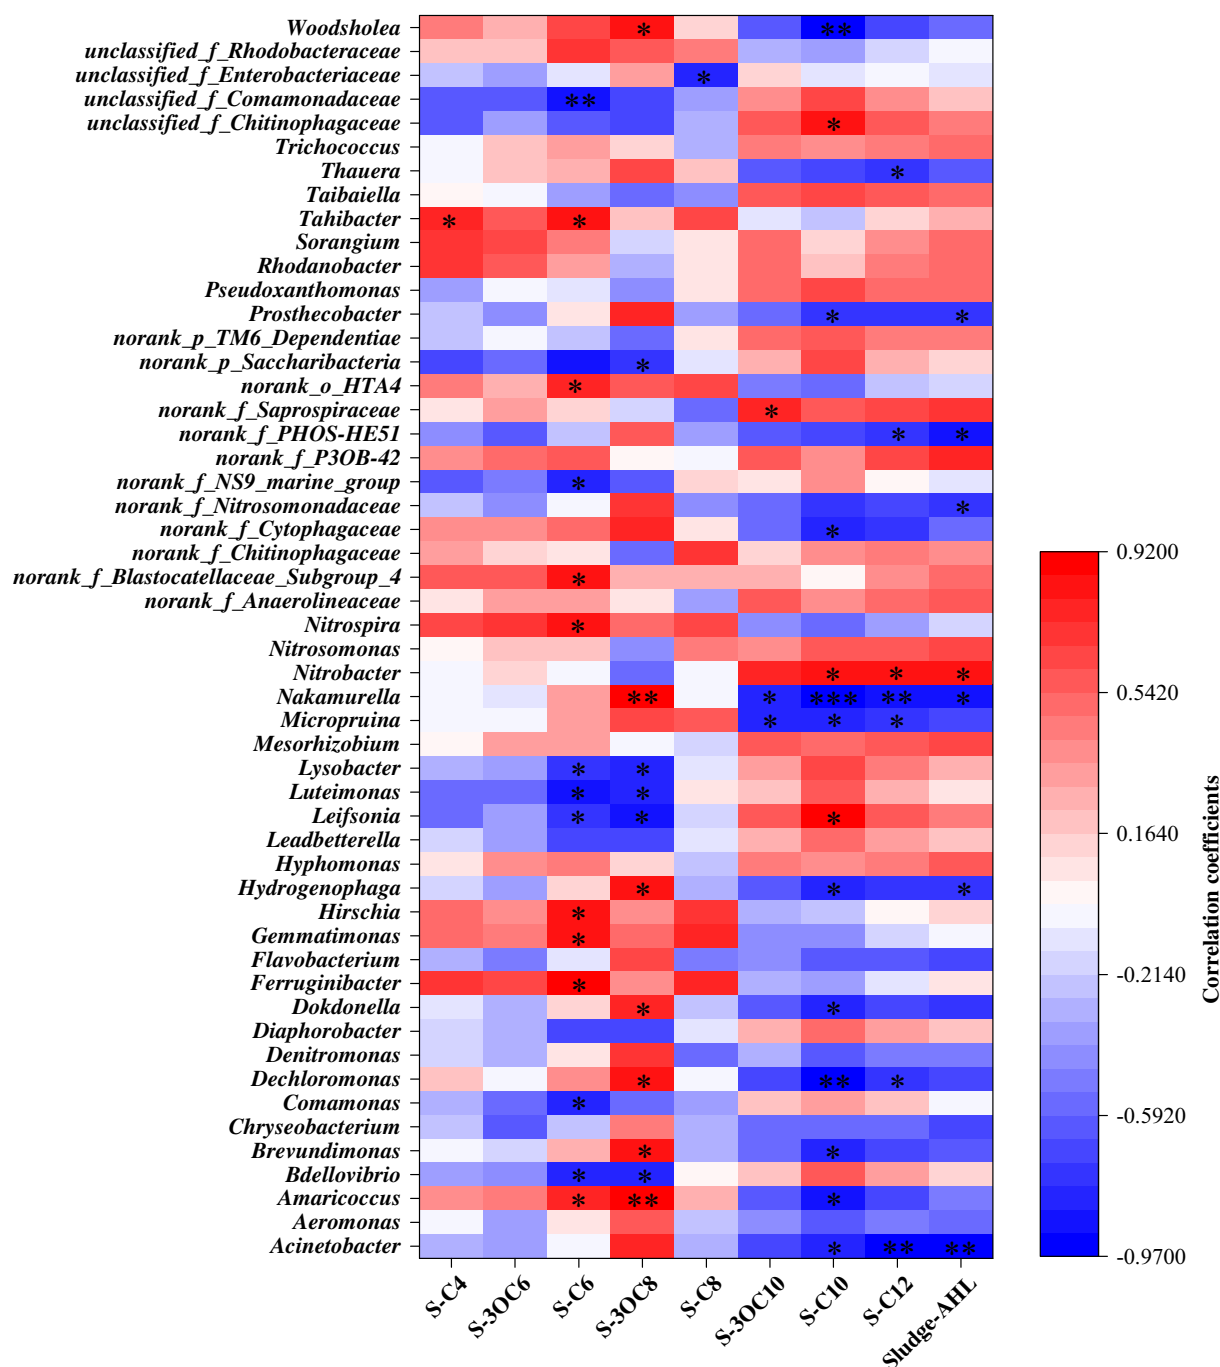 Woodsholea * **
unclassified_f_Rhodobacteraceae
unclassified_f_Enterobacteriaceae *
unclassified_f_Comamonadaceae **
unclassified_f_Chitinophagaceae *
Trichococcus
Thauera *
Taibaiella
Tahibacter * *
Sorangium
Rhodanobacter
Pseudoxanthomonas
Prosthecobacter * *
norank_p_TM6_Dependentiae
norank_p_Saccharibacteria *
norank_o_HTA4 *
norank_f_Saprospiraceae *
norank_f_PHOS-HE51 * *
norank_f_P3OB-42
norank_f_NS9_marine_group *
norank_f_Nitrosomonadaceae *
norank_f_Cytophagaceae *
norank_f_Chitinophagaceae
norank_f_Blastocatellaceae_Subgroup_4 *
norank_f_Anaerolineaceae
Nitrospira *
Nitrosomonas
Nitrobacter * * *
Nakamurella ** * *** ** *
Micropruina * * *
Mesorhizobium
Lysobacter * *
Luteimonas * *
Leifsonia * * *
Leadbetterella
Hyphomonas
Hydrogenophaga * * *
Hirschia *
Gemmatimonas *
Flavobacterium
Ferruginibacter *
Dokdonella * *
Diaphorobacter
Denitromonas
Dechloromonas * ** *
Comamonas *
Chryseobacterium
Brevundimonas * *
Bdellovibrio * *
Amaricoccus * ** *
Aeromonas
Acinetobacter * ** **
S-C4
S-3OC6
S-C6
S-3OC8
S-C8
S-3OC10
S-C10
S-C12
Sludge-AHL
0.9200
0.5420
0.1640
-0.2140
-0.5920
-0.9700
Correlation coefficients